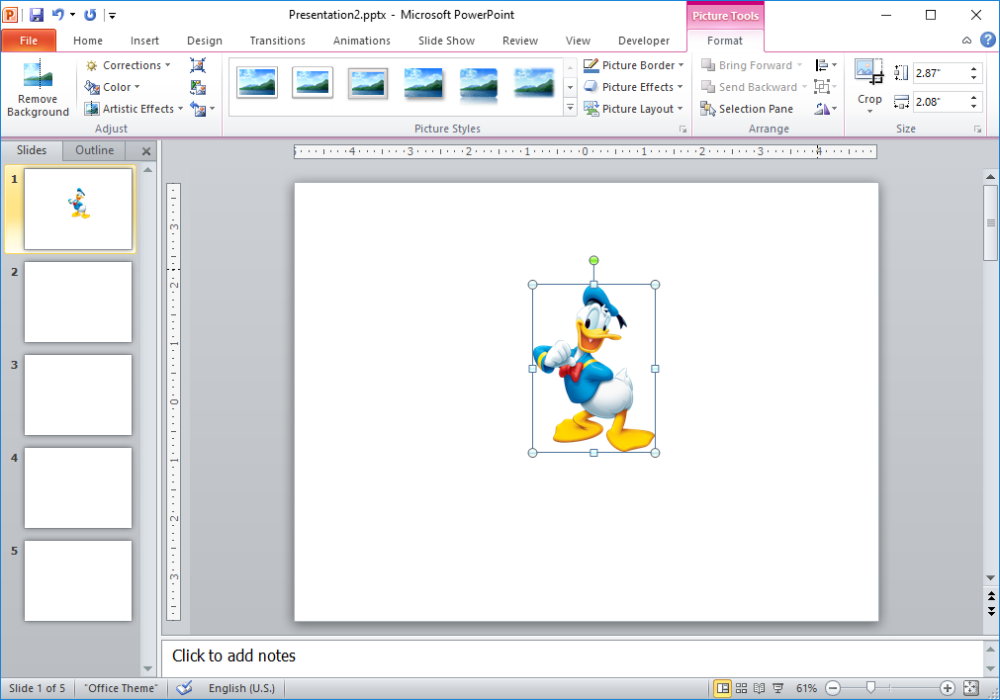 Presentation2.pptx - Microsoft PowerPoint
Picture Tools
File Home Insert Design Transitions Animations Slide Show Review View Developer Format
Remove Background
Corrections
Color
Artistic Effects
Adjust
Picture Styles
Picture Border
Picture Effects
Picture Layout
Bring Forward
Send Backward
Selection Pane
Arrange
Crop
2.87"
2.08"
Size
Slides Outline
4 3 2 1 0 1 2 3 4
3
2
1
0
1
2
3
1
2
3
4
5
Click to add notes
Slide 1 of 5 "Office Theme" English (U.S.) 61%